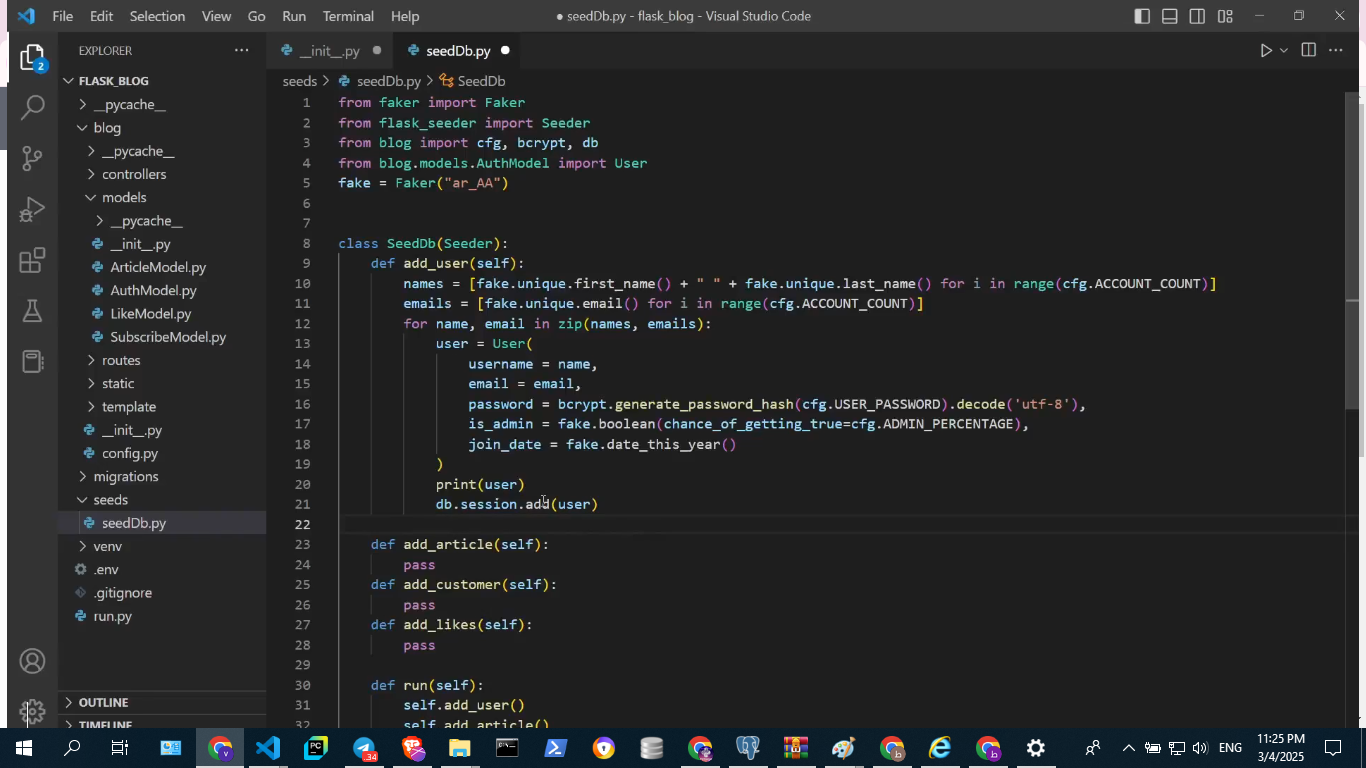 File Edit Selection View Go Run Terminal Help
● seedDb.py - flask_blog - Visual Studio Code
EXPLORER
__init__.py
seedDb.py
seeds > seedDb.py > SeedDb
FLASK_BLOG
__pycache__
blog
__pycache__
controllers
models
__pycache__
__init__.py
ArticleModel.py
AuthModel.py
LikeModel.py
SubscribeModel.py
routes
static
template
__init__.py
config.py
migrations
seeds
seedDb.py
venv
.env
.gitignore
run.py
OUTLINE
TIMELINE
2
1 from faker import Faker
2 from flask_seeder import Seeder
3 from blog import cfg, bcrypt, db
4 from blog.models.AuthModel import User
5 fake = Faker("ar_AA")
6
7
8 class SeedDb(Seeder):
9 def add_user(self):
10 names = [fake.unique.first_name() + " " + fake.unique.last_name() for i in range(cfg.ACCOUNT_COUNT)]
11 emails = [fake.unique.email() for i in range(cfg.ACCOUNT_COUNT)]
12 for name, email in zip(names, emails):
13 user = User(
14 username = name,
15 email = email,
16 password = bcrypt.generate_password_hash(cfg.USER_PASSWORD).decode('utf-8'),
17 is_admin = fake.boolean(chance_of_getting_true=cfg.ADMIN_PERCENTAGE),
18 join_date = fake.date_this_year()
19 )
20 print(user)
21 db.session.add(user)
22
23 def add_article(self):
24 pass
25 def add_customer(self):
26 pass
27 def add_likes(self):
28 pass
29
30 def run(self):
31 self.add_user()
32 self.add_article()
34
ENG
11:25 PM
3/4/2025